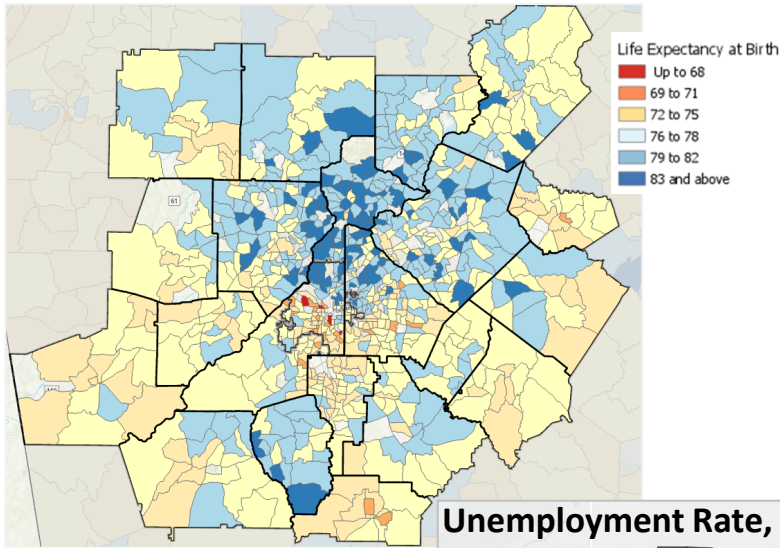 Life Expectancy at Birth
Up to 68
69 to 71
72 to 75
76 to 78
79 to 82
83 and above
61
Unemployment Rate,